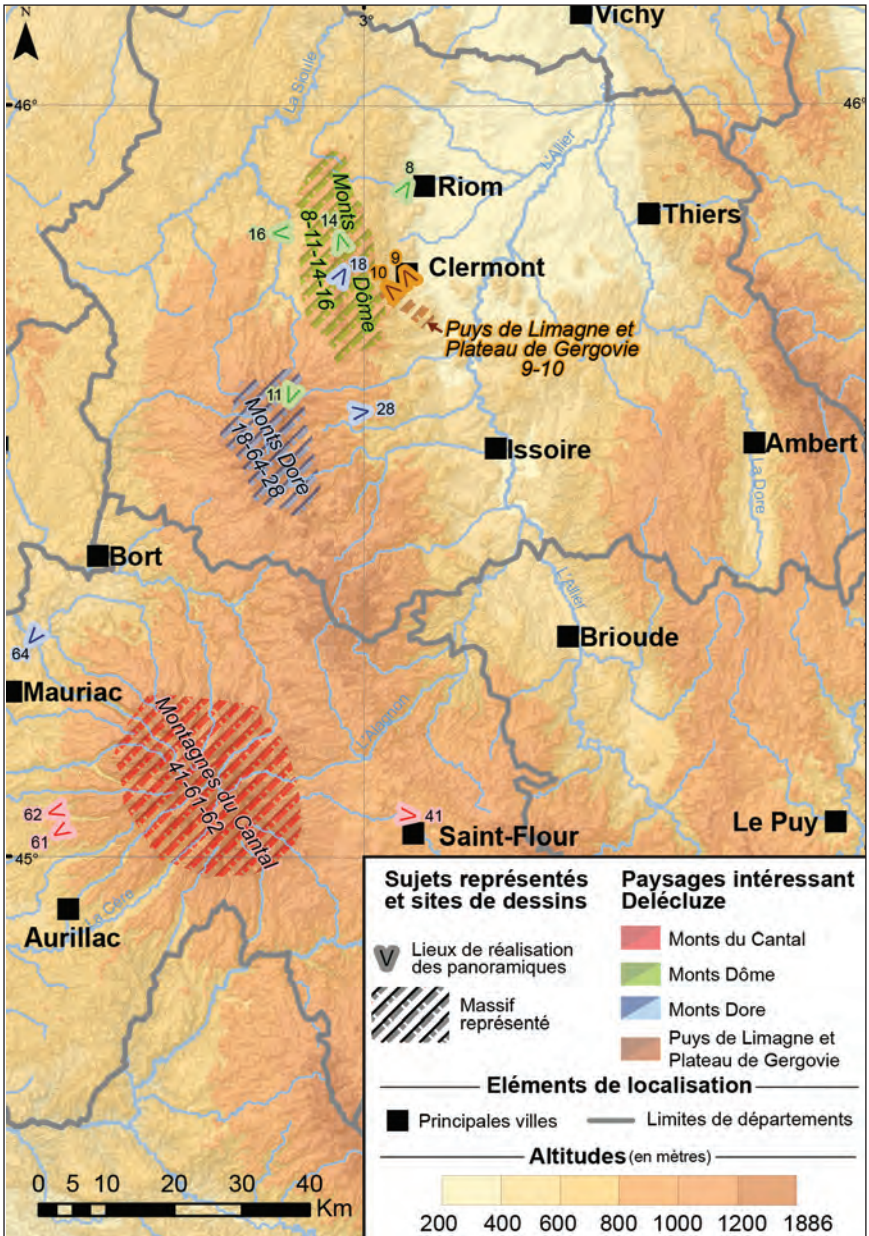 N
3°
Vichy
La Sioule
46°
46°
L'Allier
8
Riom
Monts
Dôme
8-11-14-16
14
16
18
Thiers
9
10
Clermont
Puys de Limagne et
Plateau de Gergovie
9-10
11
28
Monts Dore
18-64-28
Issoire
Ambert
La Dore
Bort
L'Allier
Brioude
64
Mauriac
L'Alagnon
Montagnes du Cantal
41-61-62
62
61
41
Saint-Flour
Le Puy
45°
45°
Aurillac
La Cère
Sujets représentés
et sites de dessins
V
Lieux de réalisation
des panoramiques
Massif
représenté
Paysages intéressant
Delécluze
Monts du Cantal
Monts Dôme
Monts Dore
Puys de Limagne et
Plateau de Gergovie
Eléments de localisation
Principales villes
Limites de départements
Altitudes (en mètres)
200 400 600 800 1000 1200 1886
0 5 10 20 30 40
Km